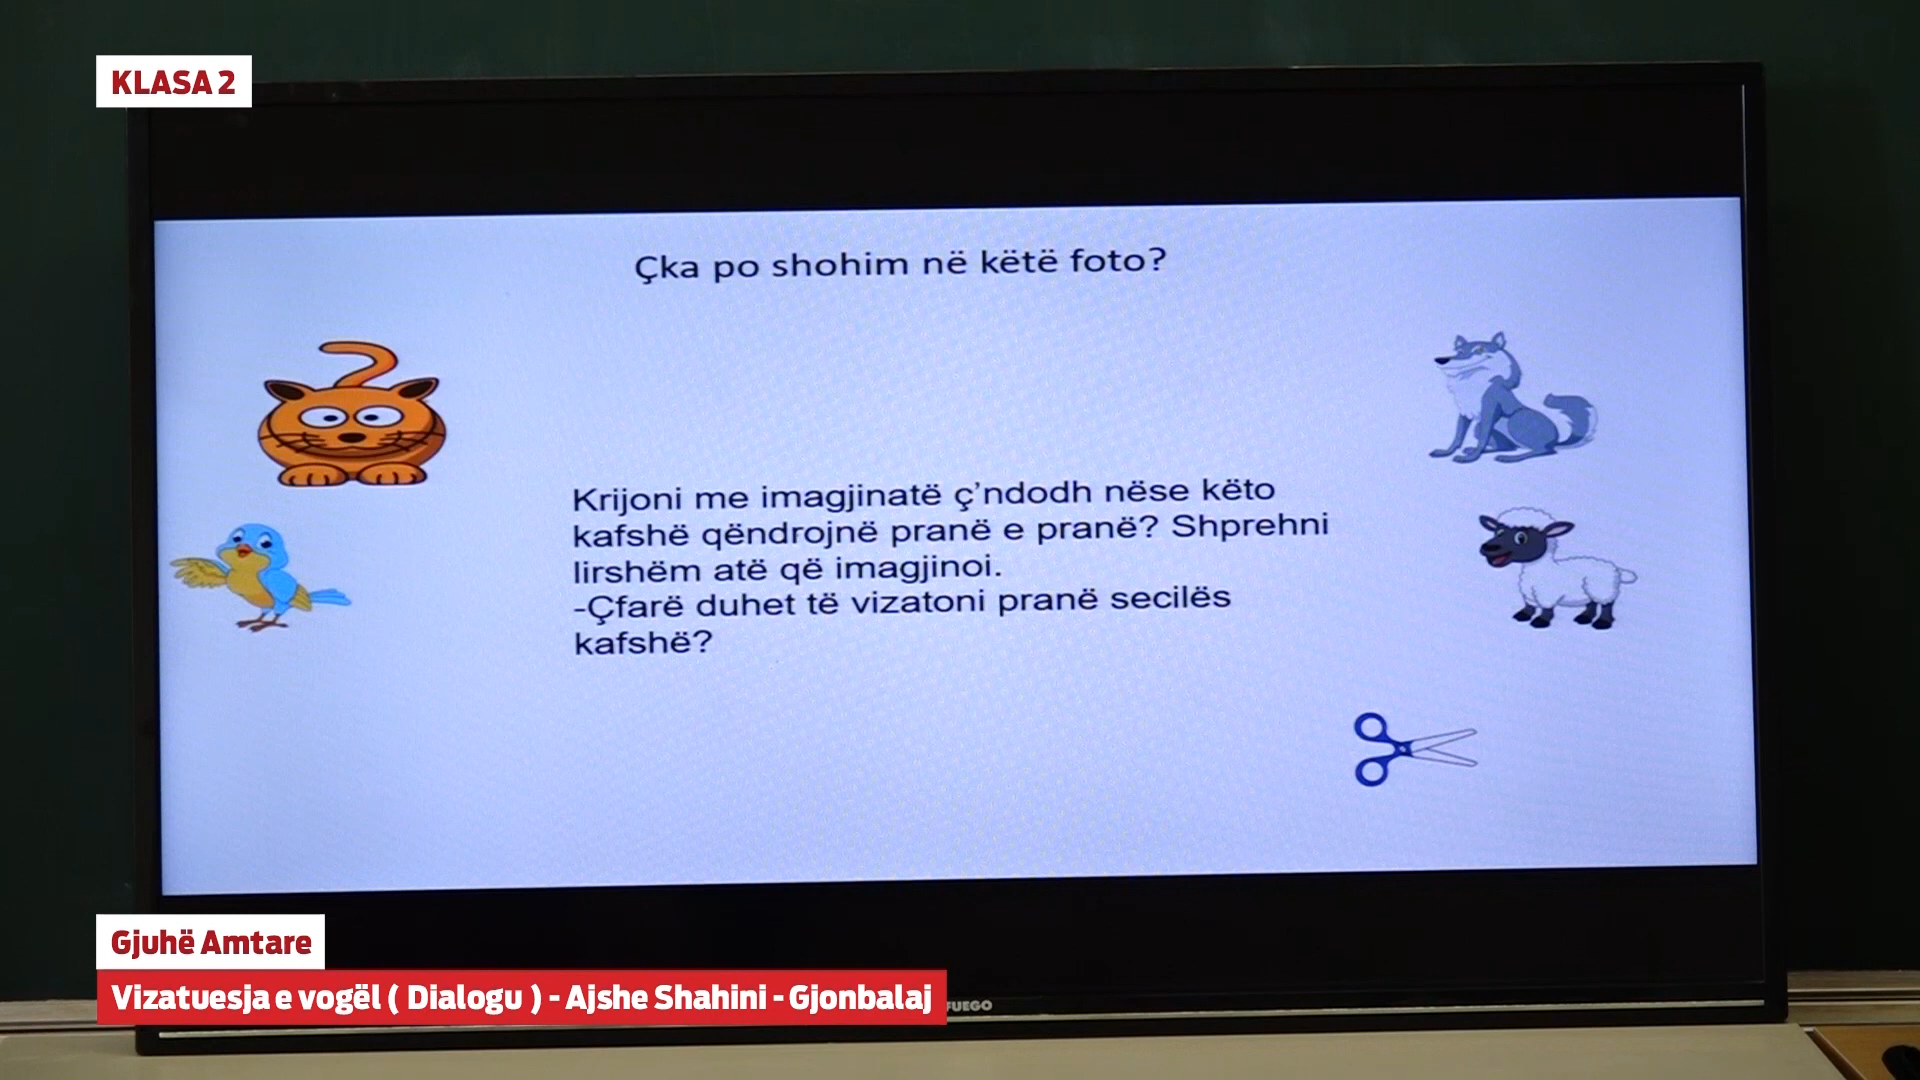 KLASA 2
Çka po shohim në këtë foto?
Krijoni me imagjinatë ç'ndodh nëse këto
kafshë qëndrojnë pranë e pranë? Shprehni
lirshëm atë që imagjinoi.
-Çfarë duhet të vizatoni pranë secilës
kafshë?
Gjuhë Amtare
Vizatuesja e vogël ( Dialogu ) - Ajshe Shahini - Gjonbalaj